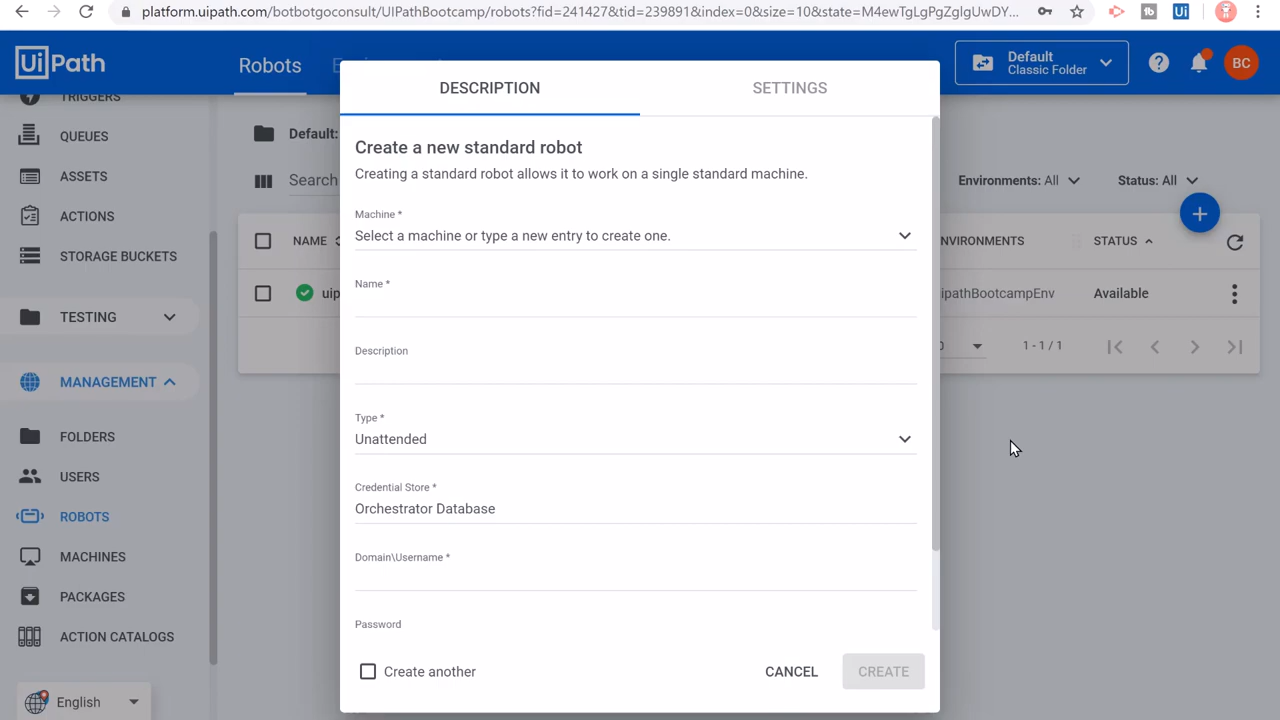 platform.uipath.com/botbotgoconsult/UIPathBootcamp/robots?fid=241427&tid=239891&index=0&size=10&state=M4ewTgLgPgZglgUwDY...
UiPath
Robots
Default
Classic Folder
BC
TRIGGERS
QUEUES
ASSETS
ACTIONS
STORAGE BUCKETS
TESTING
MANAGEMENT
FOLDERS
USERS
ROBOTS
MACHINES
PACKAGES
ACTION CATALOGS
English
Default:
Search
Environments: All
Status: All
NAME
NVIRONMENTS
STATUS
uip
ipathBootcampEnv
Available
0
1 - 1 / 1
DESCRIPTION
SETTINGS
Create a new standard robot
Creating a standard robot allows it to work on a single standard machine.
Machine *
Select a machine or type a new entry to create one.
Name *
Description
Type *
Unattended
Credential Store *
Orchestrator Database
Domain\Username *
Password
Create another
CANCEL
CREATE